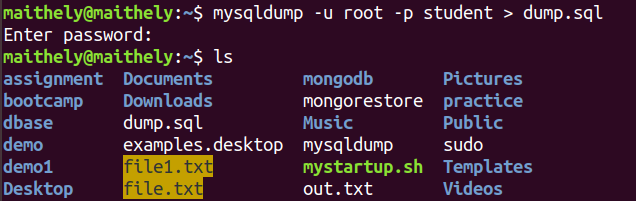 maithely@maithely:~$ mysqldump -u root -p student > dump.sql
Enter password:
maithely@maithely:~$ ls
assignment Documents mongodb Pictures
bootcamp Downloads mongorestore practice
dbase dump.sql Music Public
demo examples.desktop mysqldump sudo
demo1 file1.txt mystartup.sh Templates
Desktop file.txt out.txt Videos